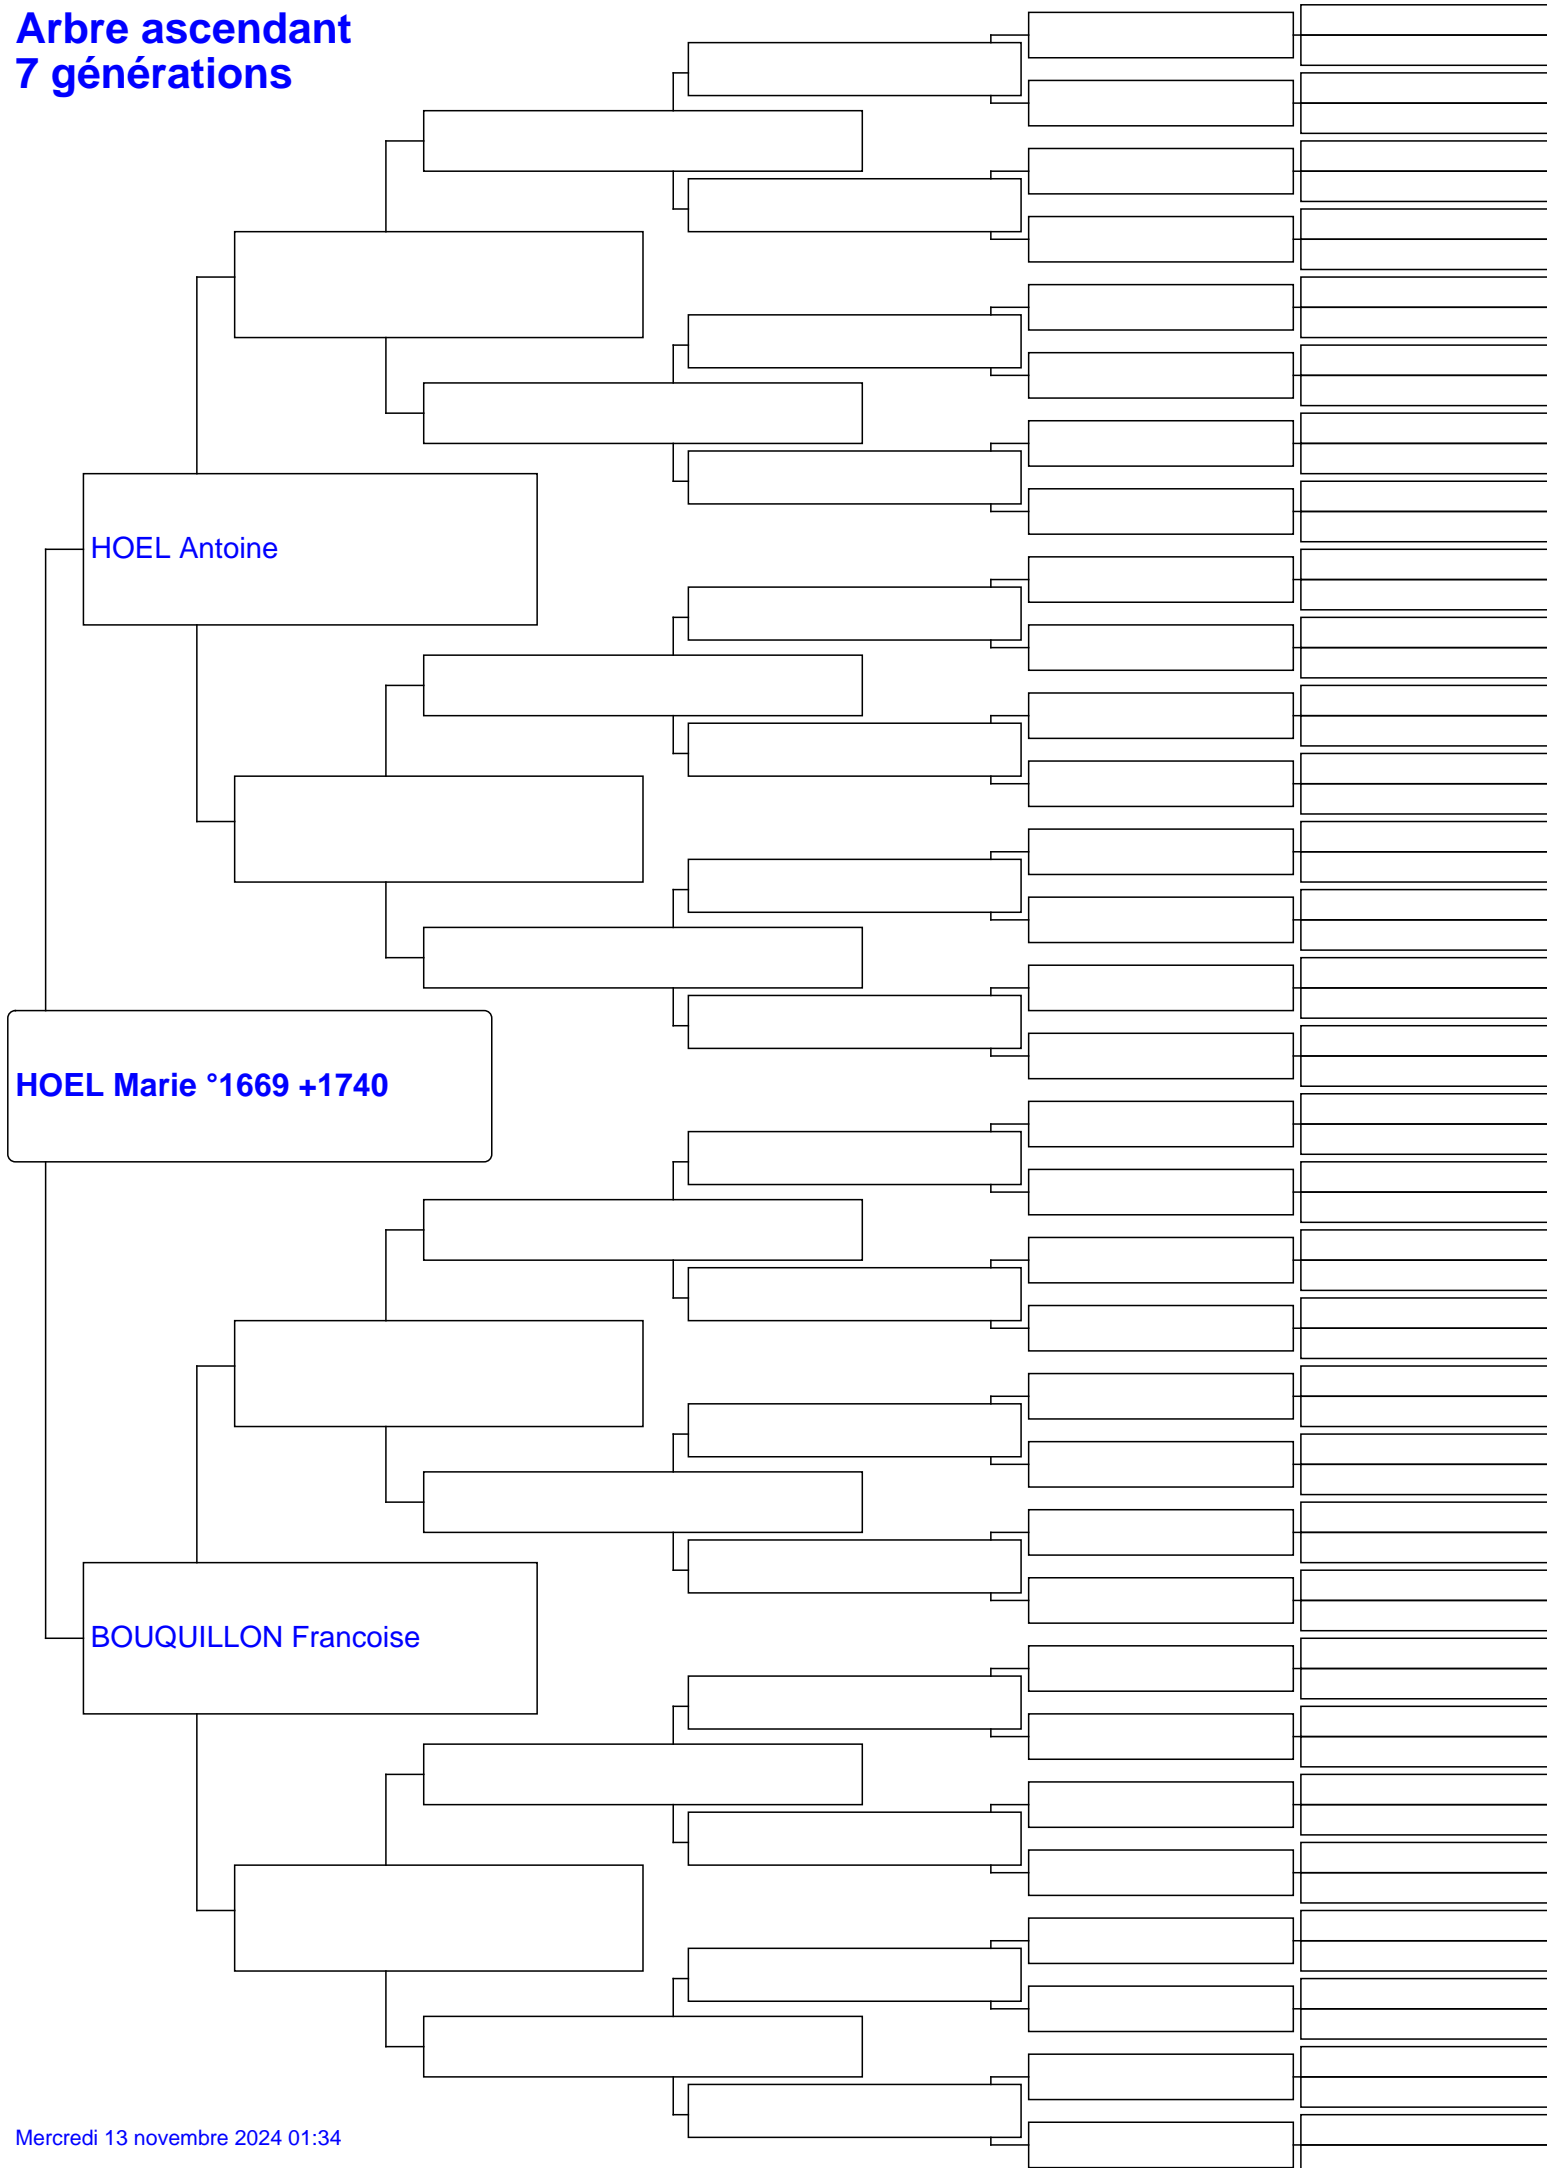 Arbre ascendant
7 générations
HOEL Antoine
HOEL Marie °1669 +1740
BOUQUILLON Francoise
Mercredi 13 novembre 2024 01:34